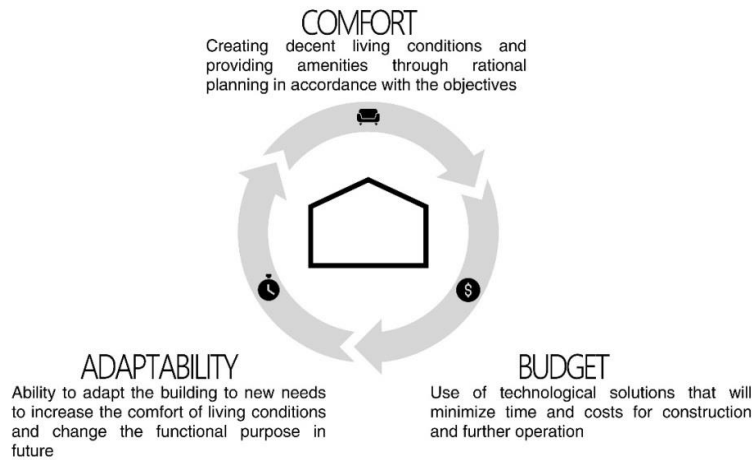 COMFORT
Creating decent living conditions and
providing amenities through rational
planning in accordance with the objectives
$
ADAPTABILITY
Ability to adapt the building to new needs
to increase the comfort of living conditions
and change the functional purpose in
future
BUDGET
Use of technological solutions that will
minimize time and costs for construction
and further operation